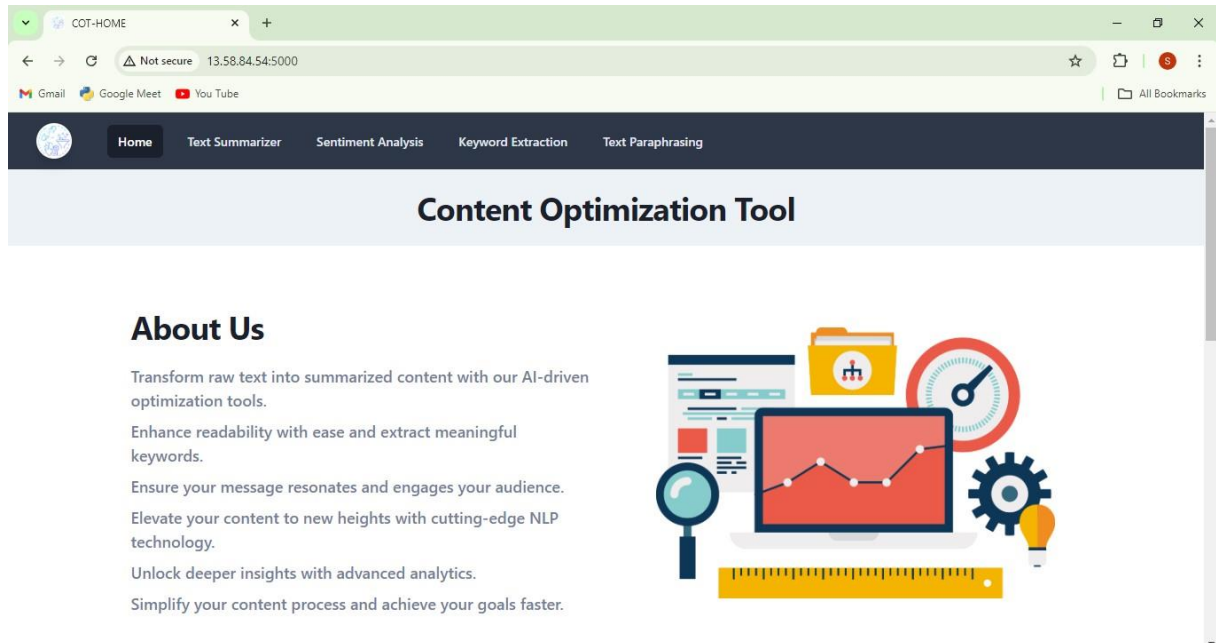 COT-HOME
Not secure 13.58.84.54:5000
S
Gmail Google Meet You Tube All Bookmarks
Home Text Summarizer Sentiment Analysis Keyword Extraction Text Paraphrasing
Content Optimization Tool
About Us
Transform raw text into summarized content with our AI-driven
optimization tools.
Enhance readability with ease and extract meaningful
keywords.
Ensure your message resonates and engages your audience.
Elevate your content to new heights with cutting-edge NLP
technology.
Unlock deeper insights with advanced analytics.
Simplify your content process and achieve your goals faster.